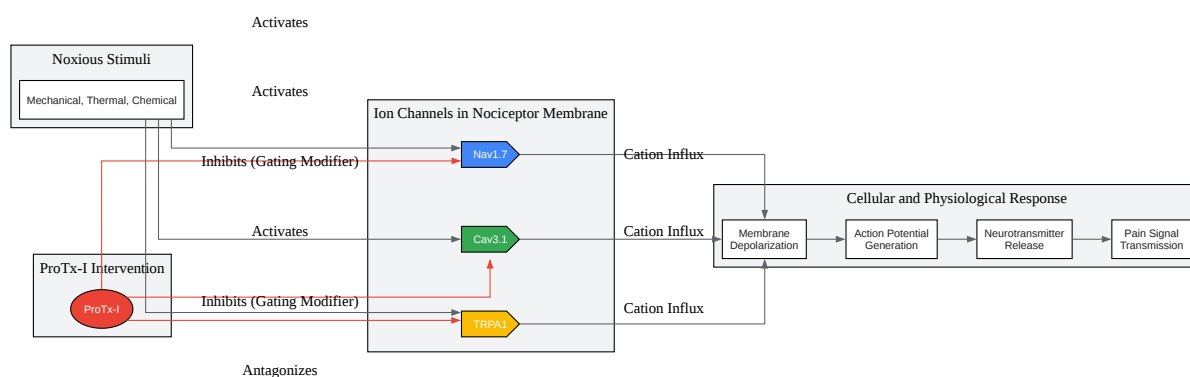 Activates
Noxious Stimuli
Mechanical, Thermal, Chemical
Activates
Ion Channels in Nociceptor Membrane
Nav1.7
Inhibits (Gating Modifier)
Cation Influx
Cellular and Physiological Response
Activates
Cav3.1
Cation Influx
Membrane
Depolarization
Action Potential
Generation
Neurotransmitter
Release
Pain Signal
Transmission
ProTx-I Intervention
ProTx-I
Inhibits (Gating Modifier)
TRPA1
Cation Influx
Antagonizes